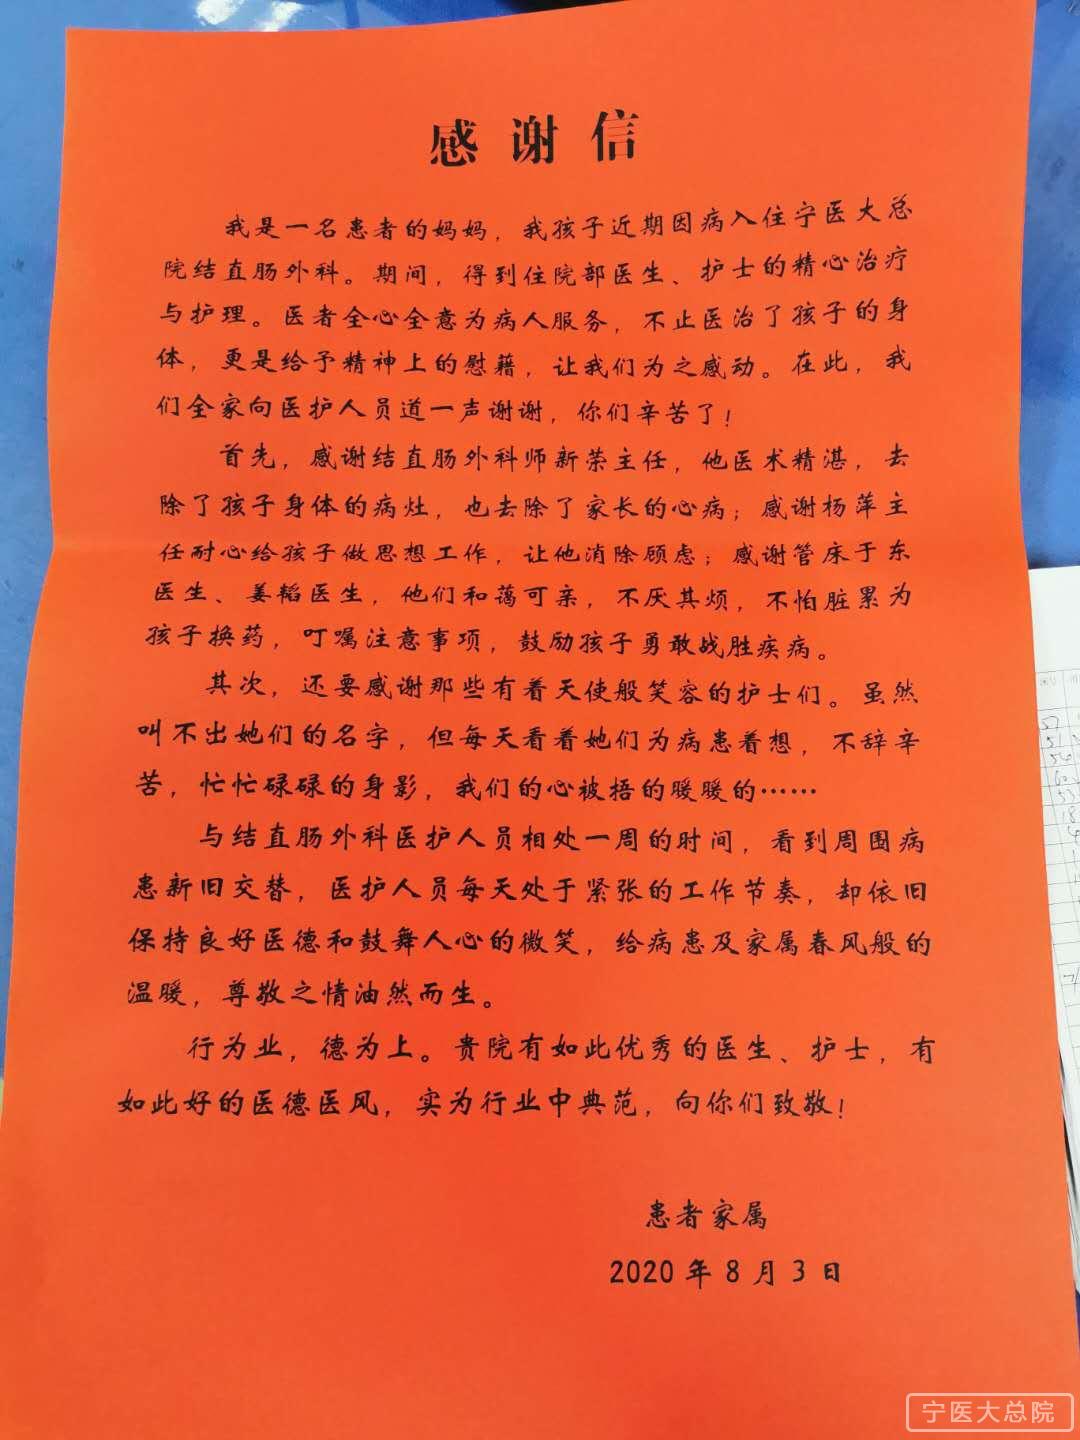 感谢信
我是一名患者的妈妈，我孩子近期因病入住宁医大总
院结直肠外科。期间，得到住院部医生、护士的精心治疗
与护理。医者全心全意为病人服务，不止医治了孩子的身
体，更是给予精神上的慰藉，让我们为之感动。在此，我
们全家向医护人员道一声谢谢，你们辛苦了！
首先，感谢结直肠外科师新荣主任，他医术精湛，去
除了孩子身体的病灶，也去除了家长的心病；感谢杨萍主
任耐心给孩子做思想工作，让他消除顾虑；感谢管床于东
医生、姜韬医生，他们和蔼可亲，不厌其烦，不怕脏累为
孩子换药，叮嘱注意事项，鼓励孩子勇敢战胜疾病。
其次，还要感谢那些有着天使般笑容的护士们。虽然
叫不出她们的名字，但每天看着她们为病患着想，不辞辛
苦，忙忙碌碌的身影，我们的心被捂的暖暖的……
与结直肠外科医护人员相处一周的时间，看到周围病
患新旧交替，医护人员每天处于紧张的工作节奏，却依旧
保持良好医德和鼓舞人心的微笑，给病患及家属春风般的
温暖，尊敬之情油然而生。
行为业，德为上。贵院有如此优秀的医生、护士，有
如此好的医德医风，实为行业中典范，向你们致敬！
患者家属
2020年8月3日
宁医大总院